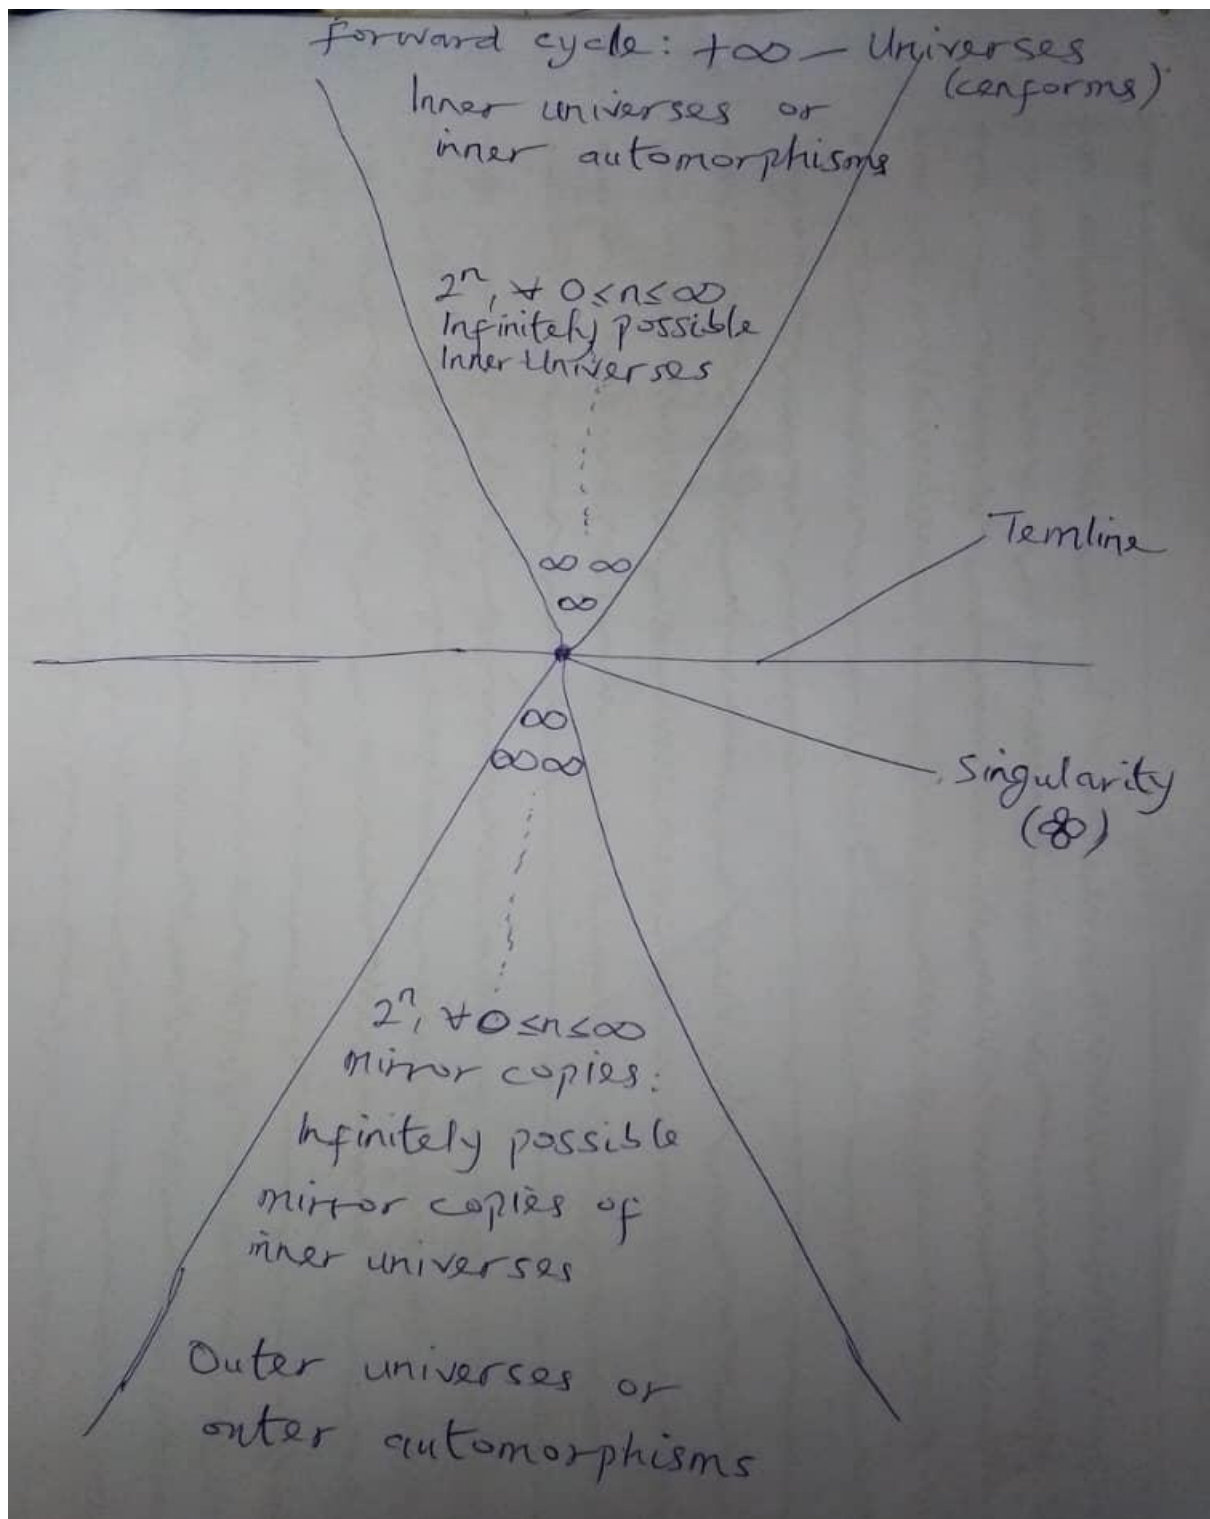 forward cycle: +∞ — Universes
(cenforms)
Inner universes or
inner automorphisms
2ⁿ, ∀ 0≤n≤∞
Infinitely possible
Inner Universes
∞ ∞
∞
Temline
∞
∞ ∞
Singularity
2ⁿ, ∀ 0≤n≤∞
mirror copies:
Infinitely possible
mirror copies of
inner universes
Outer universes or
outer automorphisms